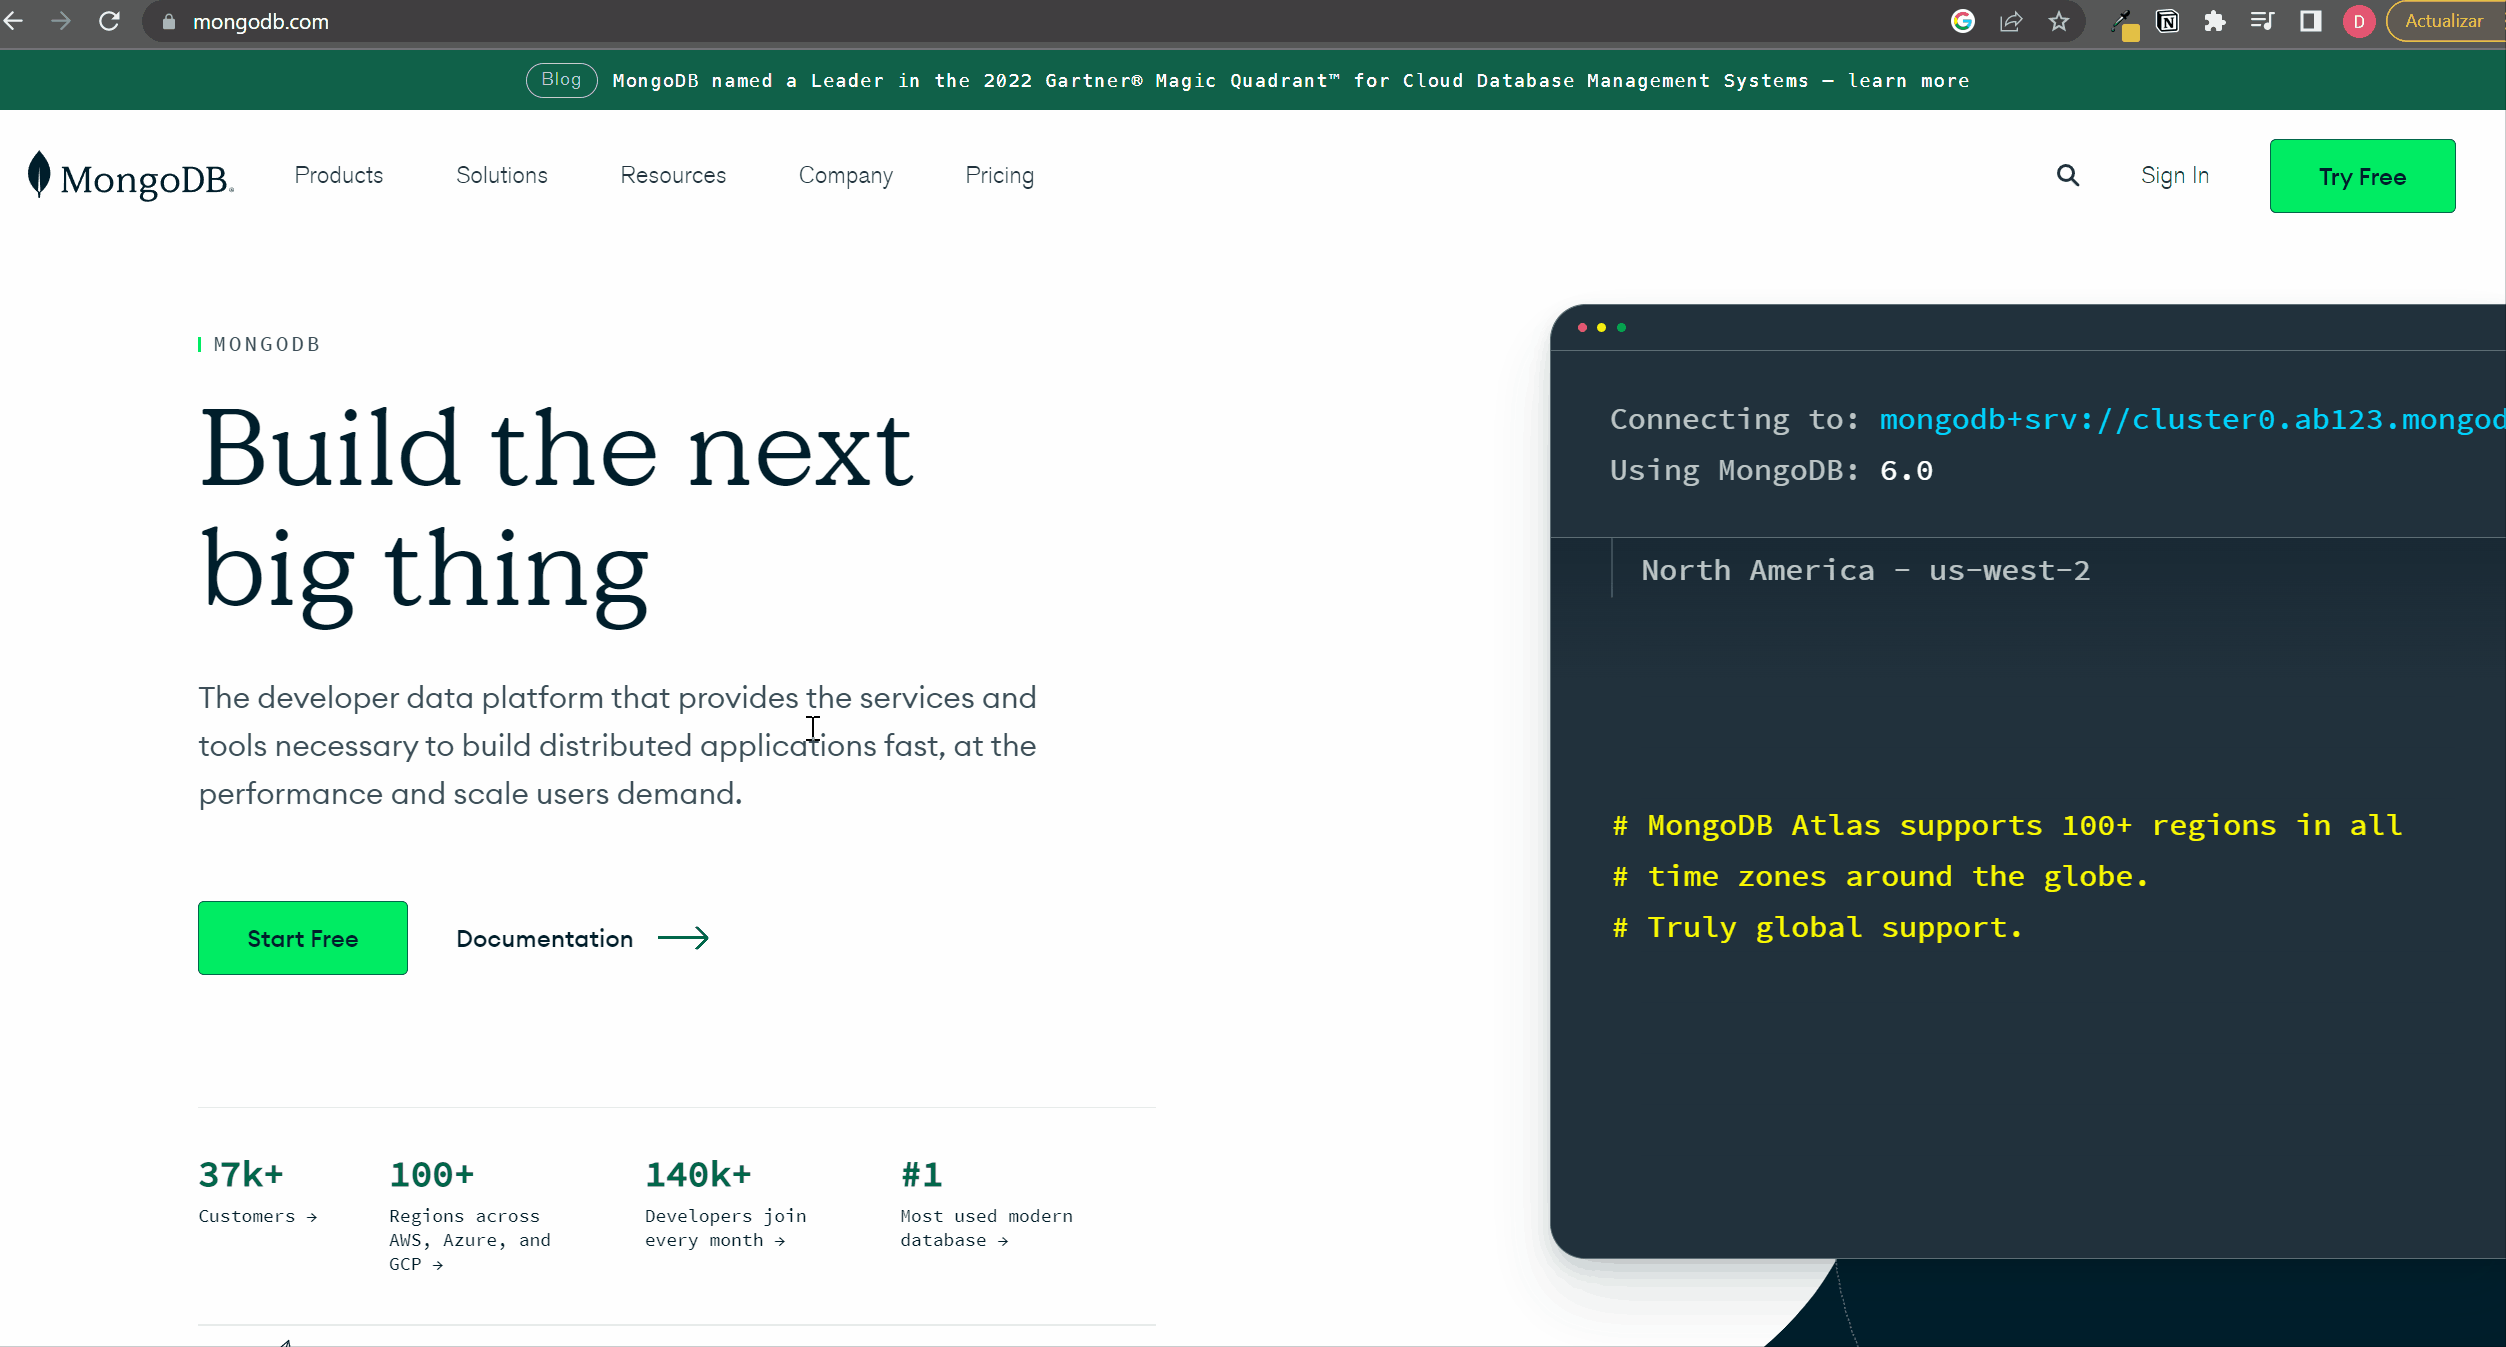 mongodb.com
D
Actualizar
Blog MongoDB named a Leader in the 2022 Gartner® Magic Quadrant™ for Cloud Database Management Systems — learn more
MongoDB® Products Solutions Resources Company Pricing Sign In Try Free
MONGODB
Build the next
big thing
The developer data platform that provides the services and
tools necessary to build distributed applications fast, at the
performance and scale users demand.
Start Free
Documentation →
Connecting to: mongodb+srv://cluster0.ab123.mongod
Using MongoDB: 6.0
North America - us-west-2
# MongoDB Atlas supports 100+ regions in all
# time zones around the globe.
# Truly global support.
37k+
Customers →
100+
Regions across
AWS, Azure, and
GCP →
140k+
Developers join
every month →
#1
Most used modern
database →